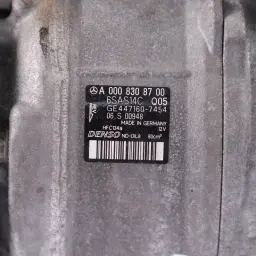 A 000 830 87 00
6SAS14C Q05
GE447160-7454
06 S 00948
MADE IN GERMANY
HFC134a 12V
DENSO ND-OIL8 80cm³